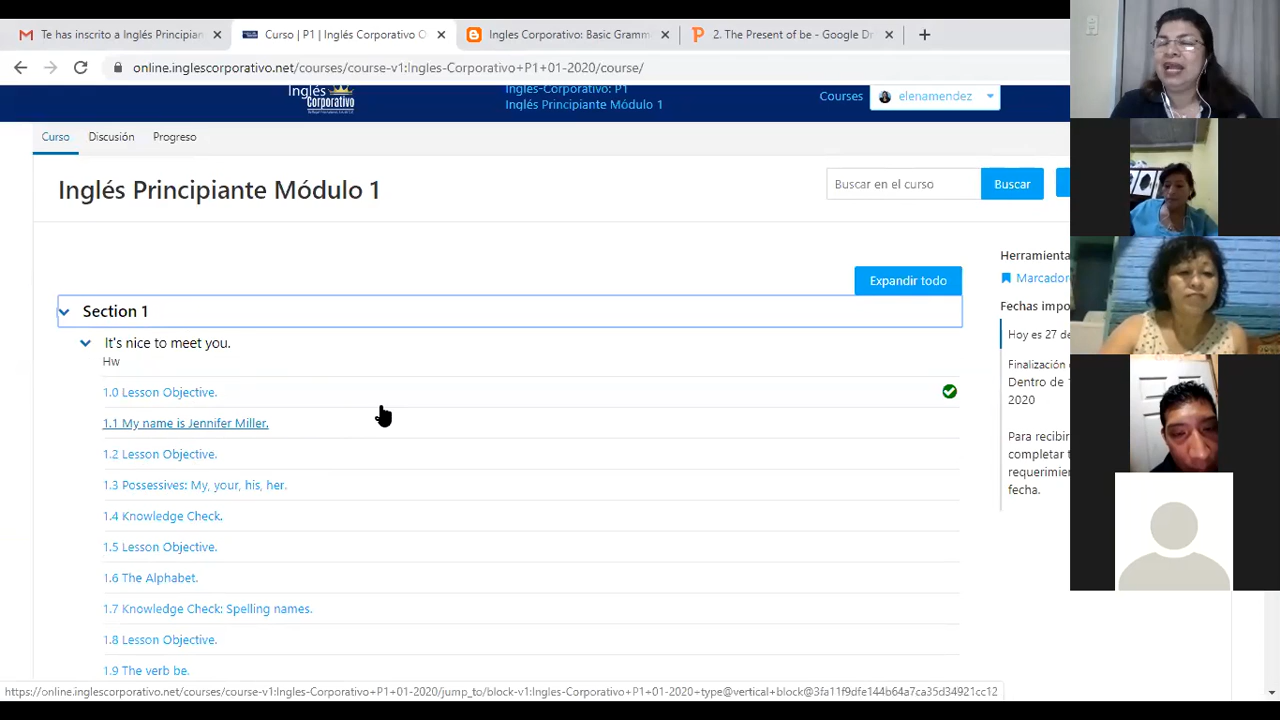 Te has inscrito a Inglés Principian
Curso | P1 | Inglés Corporativo O
Ingles Corporativo: Basic Gramm
2. The Present of be - Google Dr
online.inglescorporativo.net/courses/course-v1:Ingles-Corporativo+P1+01-2020/course/
Inglés
Corporativo
Ingles-Corporativo: P1
Inglés Principiante Módulo 1
Courses
elenamendez
Curso
Discusión
Progreso
Inglés Principiante Módulo 1
Buscar en el curso
Buscar
Expandir todo
Herramienta
Marcador
Fechas impo
Hoy es 27 de
Finalización
Dentro de
2020
Para recibir
completar t
requerimien
fecha.
Section 1
It's nice to meet you.
Hw
1.0 Lesson Objective.
1.1 My name is Jennifer Miller.
1.2 Lesson Objective.
1.3 Possessives: My, your, his, her.
1.4 Knowledge Check.
1.5 Lesson Objective.
1.6 The Alphabet.
1.7 Knowledge Check: Spelling names.
1.8 Lesson Objective.
1.9 The verb be.
https://online.inglescorporativo.net/courses/course-v1:Ingles-Corporativo+P1+01-2020/jump_to/block-v1:Ingles-Corporativo+P1+01-2020+type@vertical+block@3fa11f9dfe144b64a7ca35d34921cc12